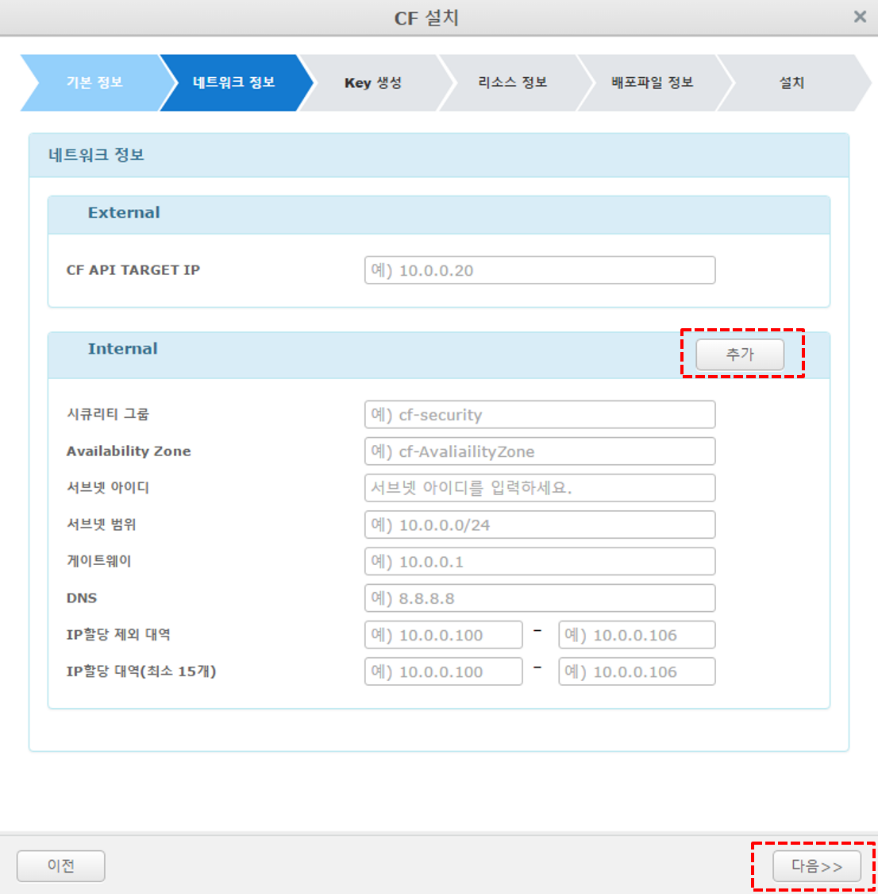 CF 설치 ×
기본 정보 네트워크 정보 Key 생성 리소스 정보 배포파일 정보 설치
네트워크 정보
External
CF API TARGET IP 예) 10.0.0.20
Internal 추가
시큐리티 그룹 예) cf-security
Availability Zone 예) cf-AvaliailityZone
서브넷 아이디 서브넷 아이디를 입력하세요.
서브넷 범위 예) 10.0.0.0/24
게이트웨이 예) 10.0.0.1
DNS 예) 8.8.8.8
IP할당 제외 대역 예) 10.0.0.100 - 예) 10.0.0.106
IP할당 대역(최소 15개) 예) 10.0.0.100 - 예) 10.0.0.106
이전 다음>>